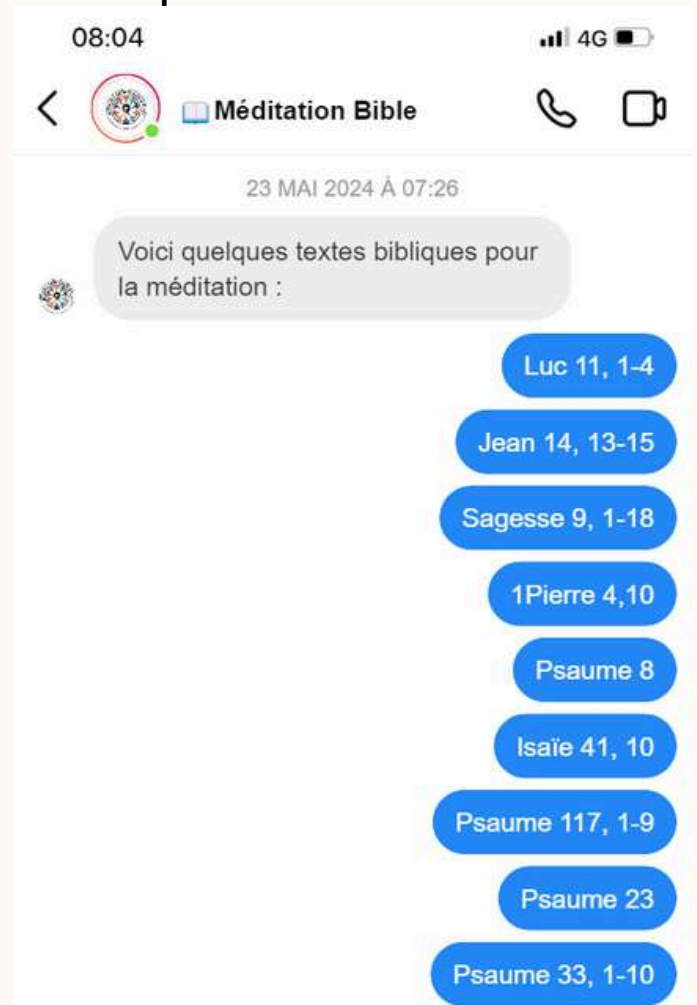 08:04
4G
Méditation Bible
23 MAI 2024 À 07:26
Voici quelques textes bibliques pour
la méditation :
Luc 11, 1-4
Jean 14, 13-15
Sagesse 9, 1-18
1Pierre 4,10
Psaume 8
Isaïe 41, 10
Psaume 117, 1-9
Psaume 23
Psaume 33, 1-10